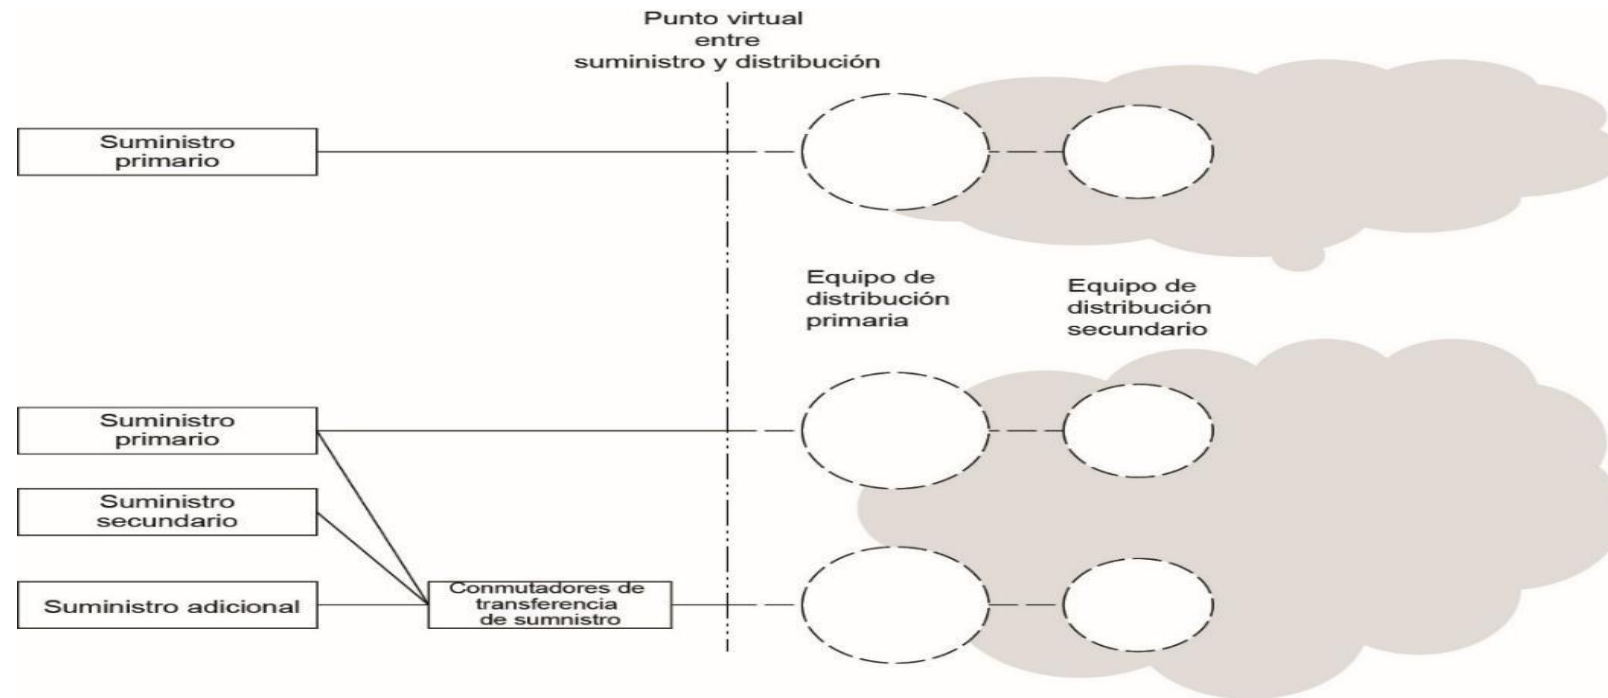 Punto virtual
entre
suministro y distribución
Suministro
primario
Equipo de
distribución
primaria
Equipo de
distribución
secundario
Suministro
primario
Suministro
secundario
Suministro adicional
Conmutadores de
transferencia
de sumnistro